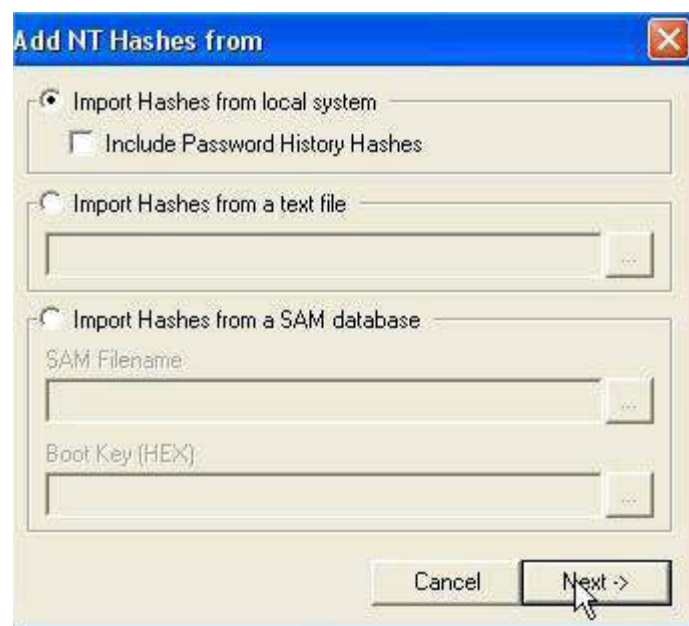 Add NT Hashes from
Import Hashes from local system
Include Password History Hashes
Import Hashes from a text file
...
Import Hashes from a SAM database
SAM Filename
...
Boot Key (HEX)
...
Cancel
Next ->